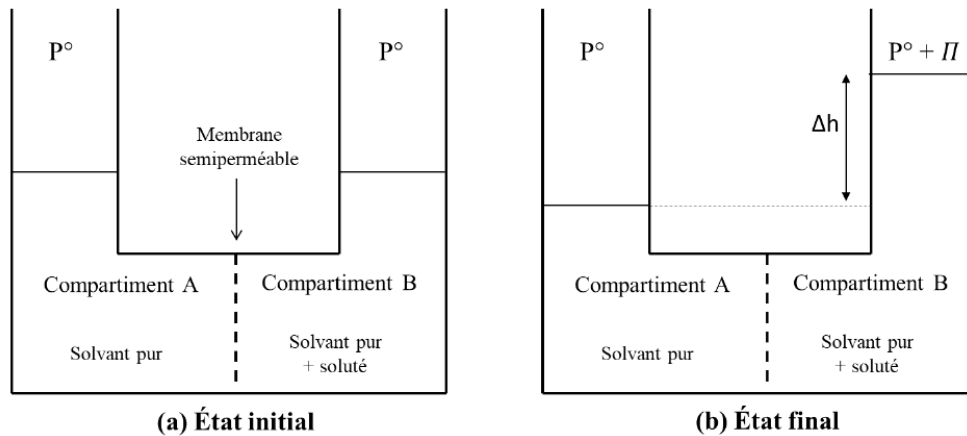 P°
P°
Membrane
semiperméable
Compartiment A
Compartiment B
Solvant pur
Solvant pur
+ soluté
(a) État initial
P°
P° + Π
Δh
Compartiment A
Compartiment B
Solvant pur
Solvant pur
+ soluté
(b) État final